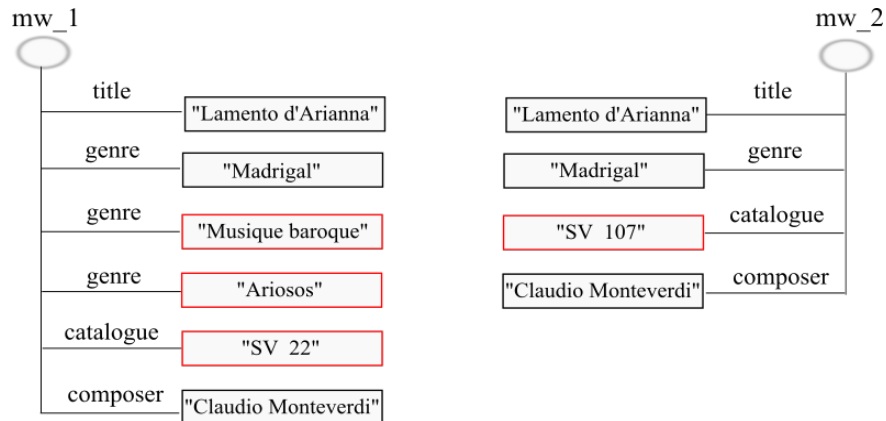 mw_1
title
"Lamento d'Arianna"
genre
"Madrigal"
genre
"Musique baroque"
genre
"Ariosos"
catalogue
"SV 22"
composer
"Claudio Monteverdi"
mw_2
title
"Lamento d'Arianna"
genre
"Madrigal"
catalogue
"SV 107"
composer
"Claudio Monteverdi"